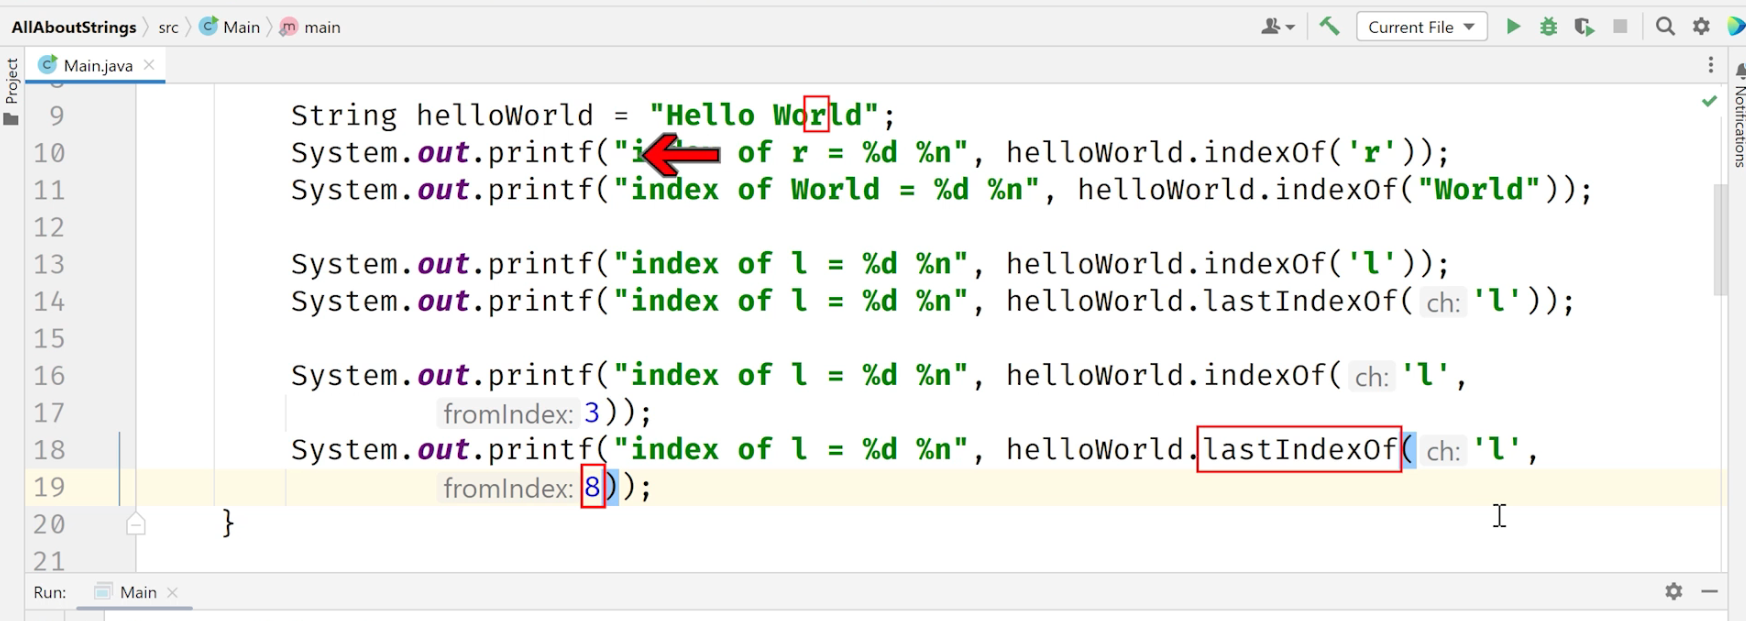 AllAboutStrings src Main main Current File
Project Main.java
9 String helloWorld = "Hello World";
10 System.out.printf("i of r = %d %n", helloWorld.indexOf('r'));
11 System.out.printf("index of World = %d %n", helloWorld.indexOf("World"));
12
13 System.out.printf("index of l = %d %n", helloWorld.indexOf('l'));
14 System.out.printf("index of l = %d %n", helloWorld.lastIndexOf( ch: 'l'));
15
16 System.out.printf("index of l = %d %n", helloWorld.indexOf( ch: 'l',
17 fromIndex: 3));
18 System.out.printf("index of l = %d %n", helloWorld.lastIndexOf( ch: 'l',
19 fromIndex: 8));
20 }
21
Notifications
Run: Main